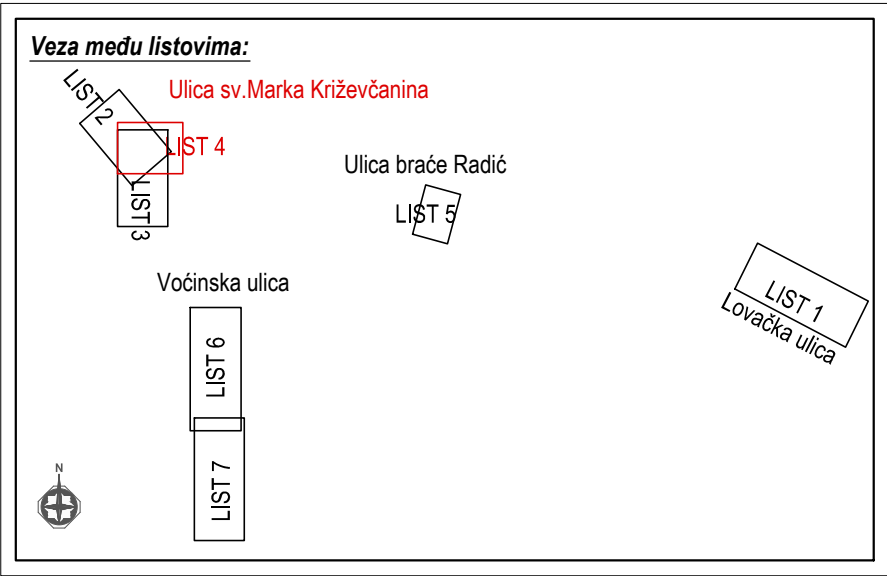 Veza među listovima:
LIST 2
Ulica sv.Marka Križevčanina
LIST 4
LIST 3
Ulica braće Radić
LIST 5
Voćinska ulica
LIST 1
Lovačka ulica
LIST 6
LIST 7
N